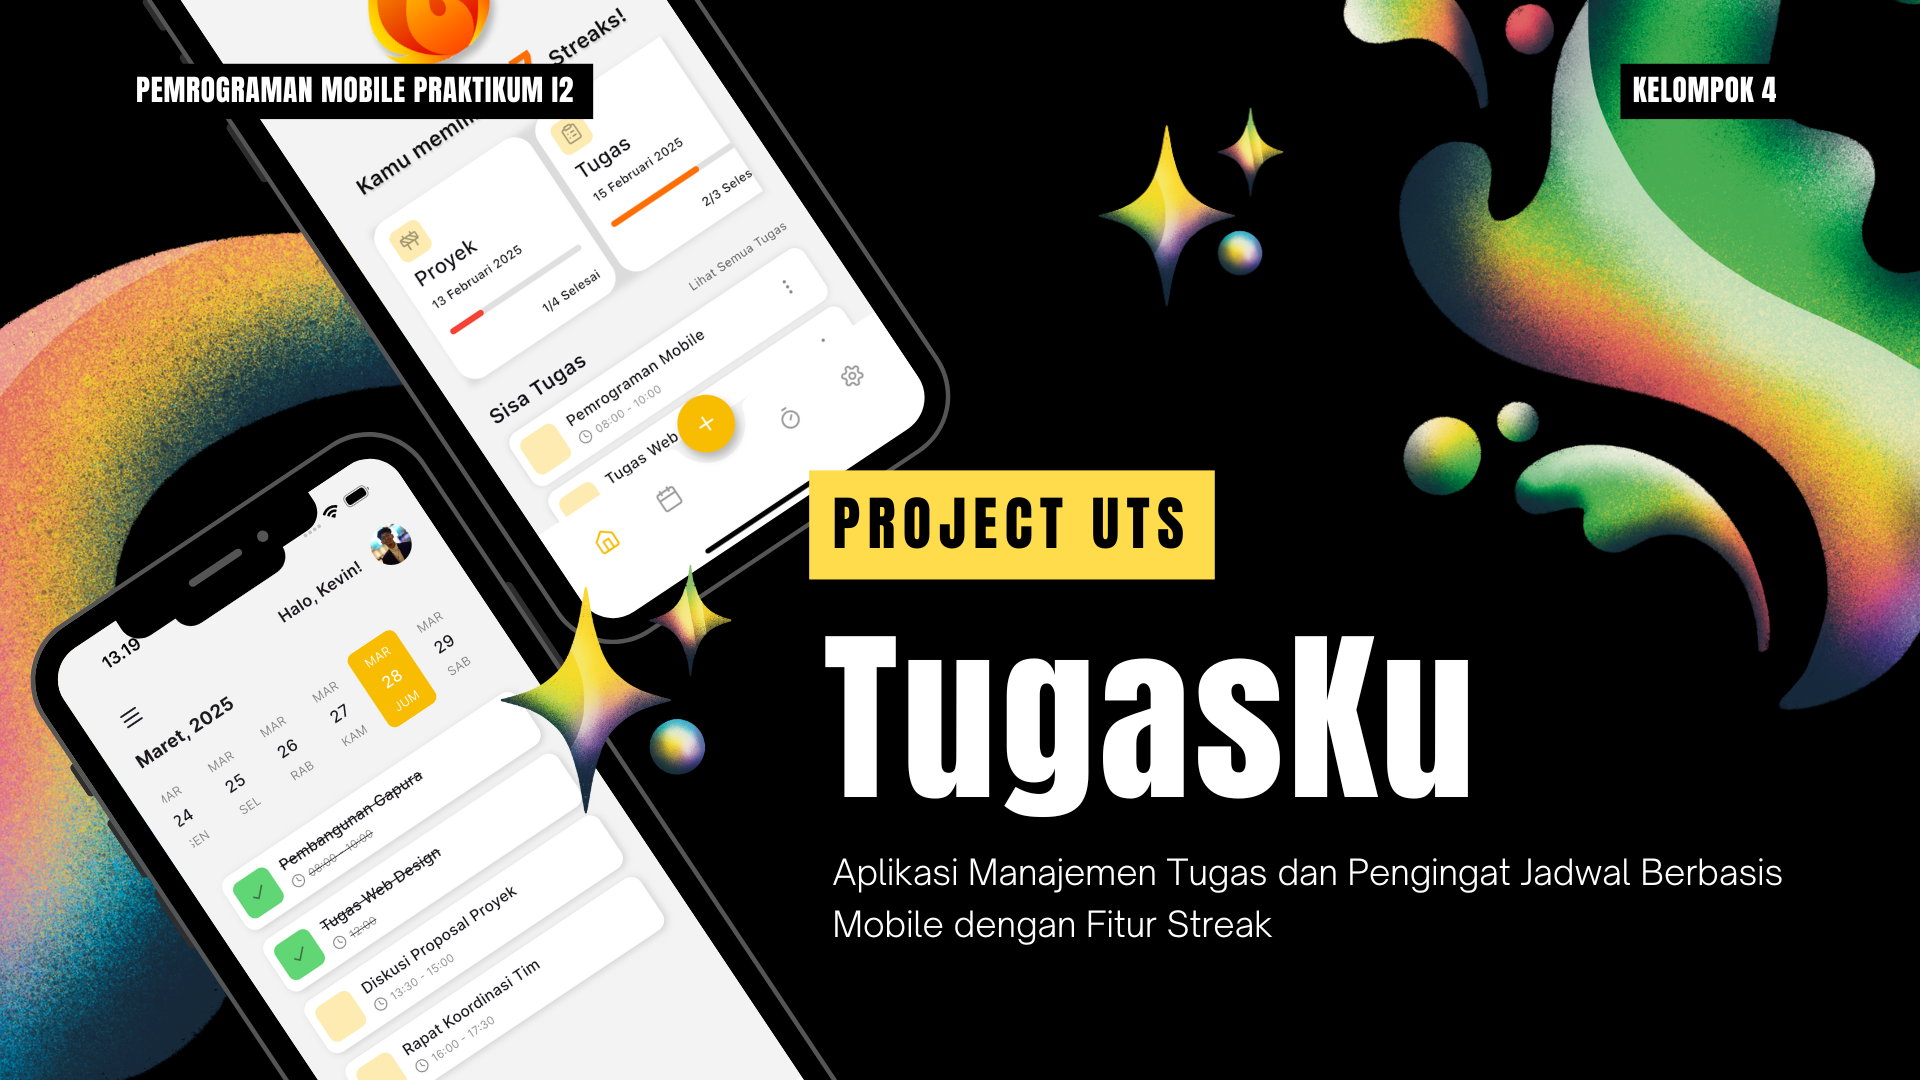 PEMROGRAMAN MOBILE PRAKTIKUM I2
KELOMPOK 4
Streaks!
Kamu
Proyek
13 Februari 2025
1/4 Selesai
Tugas
15 Februari 2025
2/3
Lihat Semua Tugas
Sisa Tugas
Pemrograman Mobile
08:00 - 10:00
Tugas Web
13.19
Halo, Kevin!
Maret, 2025
24
MAR
25
SEL
MAR
26
RAB
MAR
27
KAM
MAR
28
JUM
MAR
29
SAB
Pembangunan Gapura
08:00 - 10:00
Tugas Web Design
12:00
Diskusi Proposal Proyek
13:30 - 15:00
Rapat Koordinasi Tim
16:00 - 17:30
PROJECT UTS
TugasKu
Aplikasi Manajemen Tugas dan Pengingat Jadwal Berbasis
Mobile dengan Fitur Streak